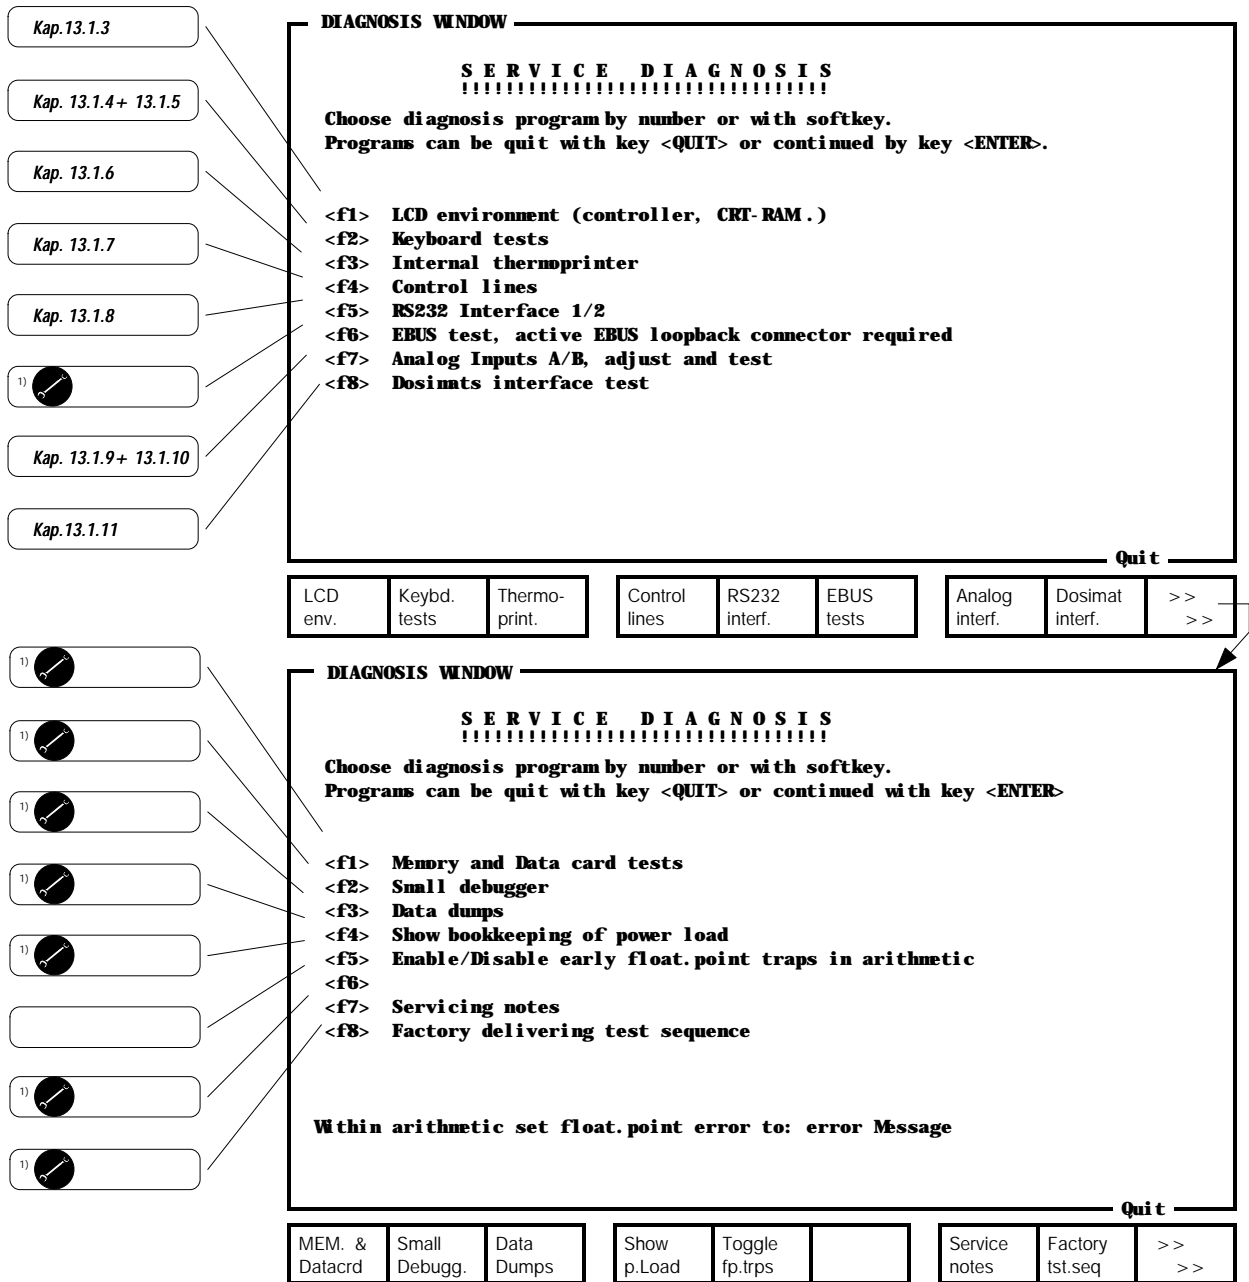 Kap.13.1.3
Kap. 13.1.4+ 13.1.5
Kap. 13.1.6
Kap. 13.1.7
Kap. 13.1.8
1)
Kap. 13.1.9+ 13.1.10
Kap.13.1.11
DIAGNOSIS WINDOW
S E R V I C E   D I A G N O S I S
!!!!!!!!!!!!!!!!!!!!!!!!!!!!!!!!!
Choose diagnosis program by number or with softkey.
Programs can be quit with key <QUIT> or continued by key <ENTER>.
<f1> LCD environment (controller, CRT-RAM.)
<f2> Keyboard tests
<f3> Internal thermoprinter
<f4> Control lines
<f5> RS232 Interface 1/2
<f6> EBUS test, active EBUS loopback connector required
<f7> Analog Inputs A/B, adjust and test
<f8> Dosimats interface test
Quit
LCD env.
Keybd. tests
Thermo-print.
Control lines
RS232 interf.
EBUS tests
Analog interf.
Dosimat interf.
>> >>
1)
1)
1)
1)
1)
1)
1)
DIAGNOSIS WINDOW
S E R V I C E   D I A G N O S I S
!!!!!!!!!!!!!!!!!!!!!!!!!!!!!!!!!
Choose diagnosis program by number or with softkey.
Programs can be quit with key <QUIT> or continued with key <ENTER>
<f1> Memory and Data card tests
<f2> Small debugger
<f3> Data dumps
<f4> Show bookkeeping of power load
<f5> Enable/Disable early float.point traps in arithmetic
<f6>
<f7> Servicing notes
<f8> Factory delivering test sequence
Within arithmetic set float.point error to: error Message
Quit
MEM. & Datacrd
Small Debugg.
Data Dumps
Show p.Load
Toggle fp.trps
Service notes
Factory tst.seq
>> >>